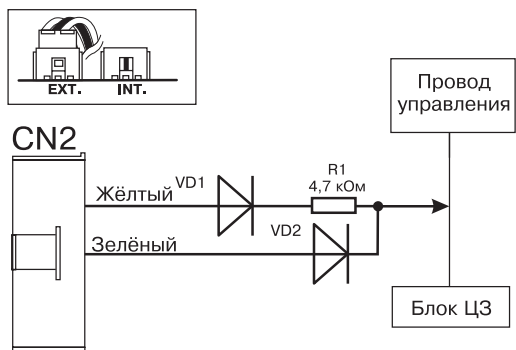 EXT. INT.
CN2
Провод
управления
Жёлтый
VD1
R1
4,7 кОм
Зелёный
VD2
Блок ЦЗ